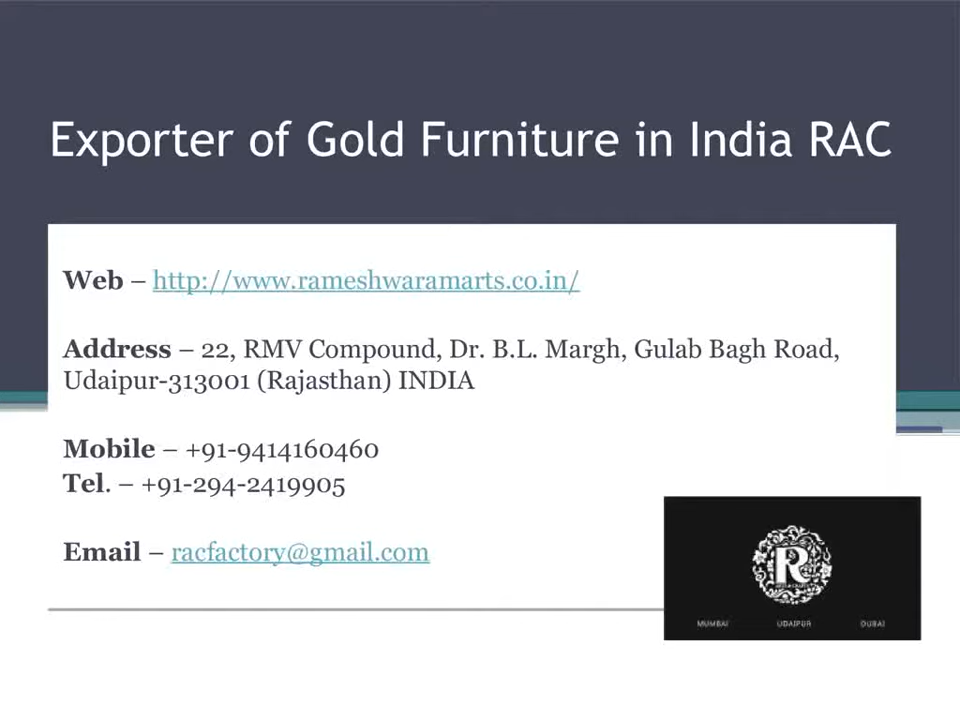 Exporter of Gold Furniture in India RAC
Web – http://www.rameshwaramarts.co.in/
Address – 22, RMV Compound, Dr. B.L. Margh, Gulab Bagh Road,
Udaipur-313001 (Rajasthan) INDIA
Mobile – +91-9414160460
Tel. – +91-294-2419905
Email – racfactory@gmail.com
R
MUMBAI UDAIPUR DUBAI